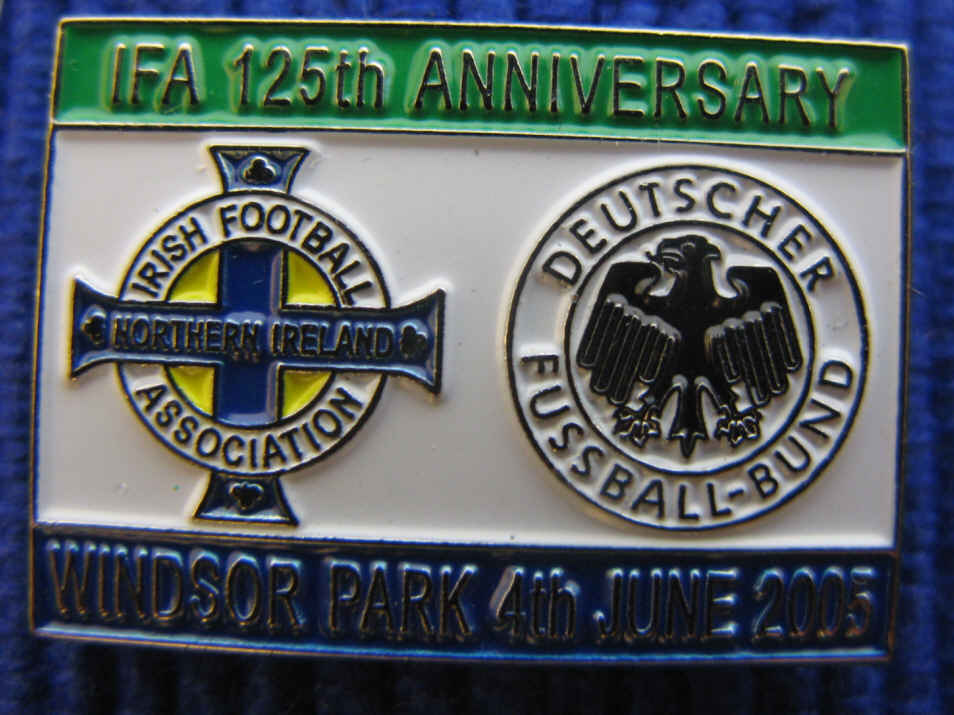 IFA 125th ANNIVERSARY
IRISH FOOTBALL
NORTHERN IRELAND
ASSOCIATION
DEUTSCHER
FUSSBALL-BUND
WINDSOR PARK 4th JUNE 2005